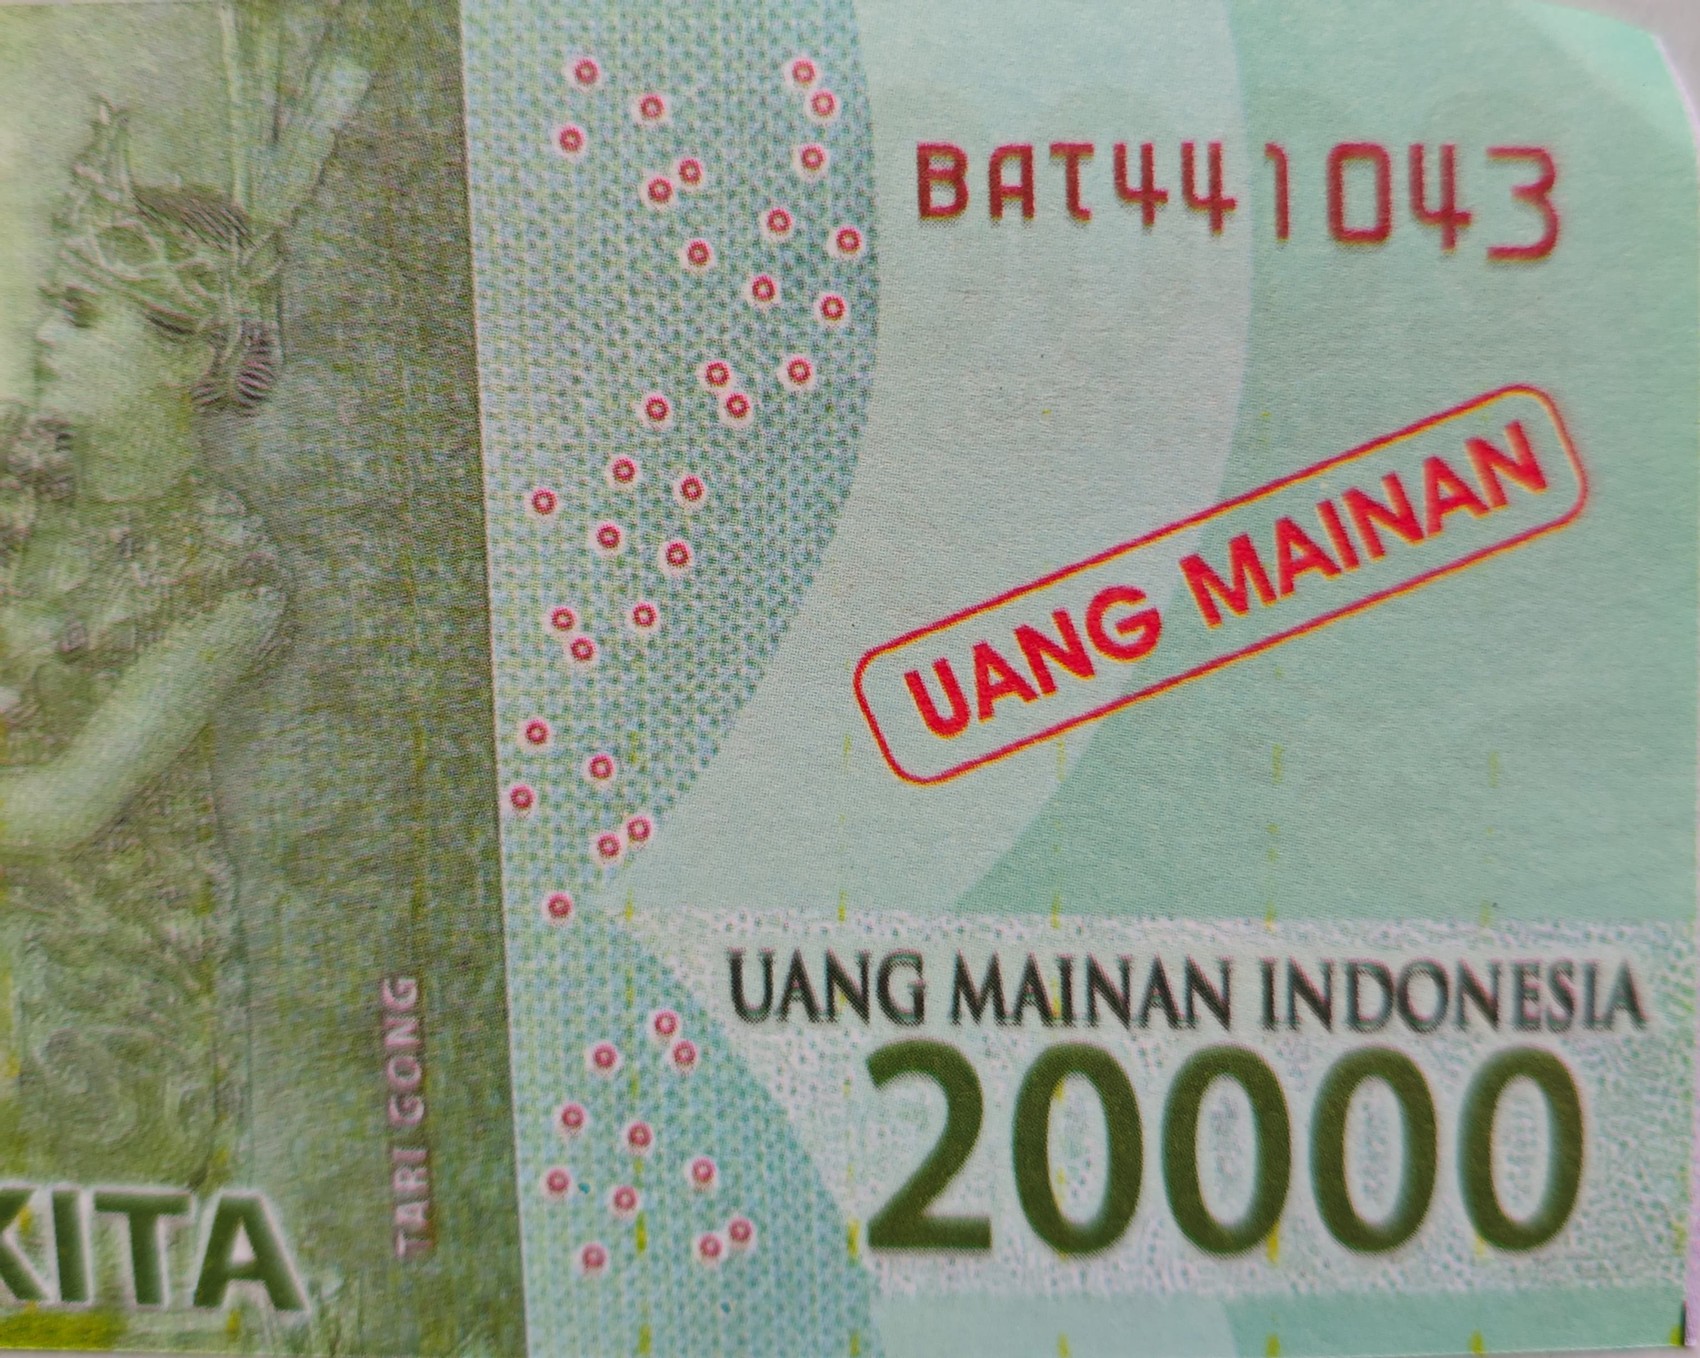 BAT441043
UANG MAINAN
UANG MAINAN INDONESIA
20000
TARI GONG
KITA